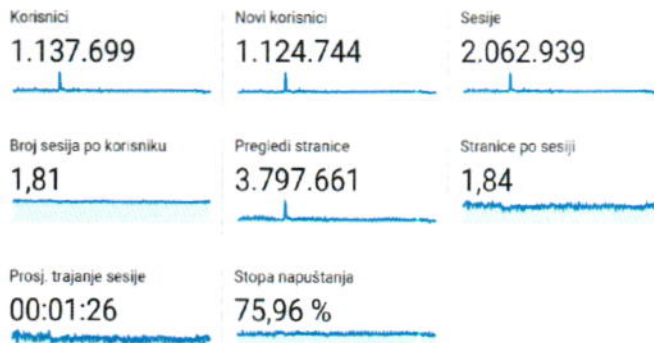 Korisnici
Novi korisnici
Sesije
1.137.699
1.124.744
2.062.939
Broj sesija po korisniku
Pregledi stranice
Stranice po sesiji
1,81
3.797.661
1,84
Prosj. trajanje sesije
Stopa napuštanja
00:01:26
75,96 %